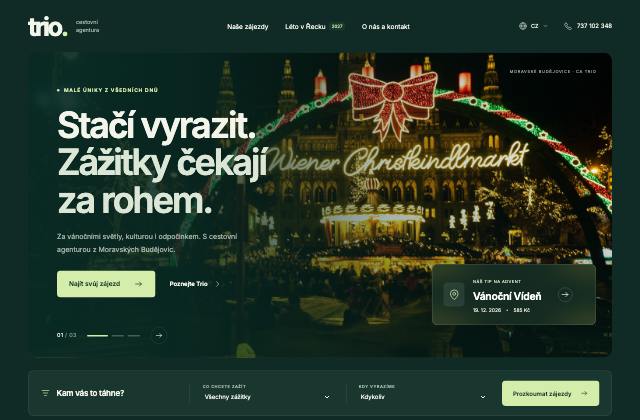 trio.
cestovní
agentura
Naše zájezdy
Léto v Řecku 2027
O nás a kontakt
CZ
737 102 348
MORAVSKÉ BUDĚJOVICE · CA TRIO
MALÉ ÚNIKY Z VŠEDNÍCH DNŮ
Stačí vyrazit.
Zážitky čekají
za rohem.
Wiener Christkindlmarkt
Za vánočními světly, kulturou i odpočinkem. S cestovní
agenturou z Moravských Budějovic.
Najít svůj zájezd →
Poznejte Trio
NÁŠ TIP NA ADVENT
Vánoční Vídeň →
19. 12. 2026 • 585 Kč
01 / 03 →
Kam vás to táhne?
CO CHCETE ZAŽÍT
Všechny zážitky
KDY VYRAZÍME
Kdykoliv
Prozkoumat zájezdy →